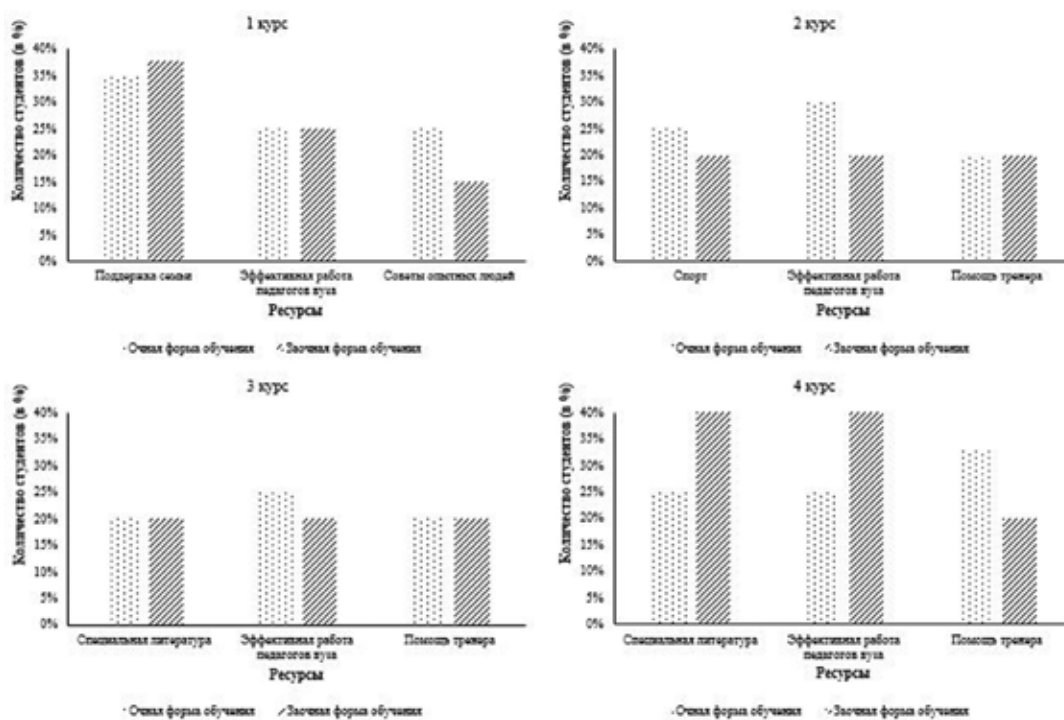 1 курс
Количество студентов (в %)
40%
35%
30%
25%
20%
15%
10%
5%
0%
Поддержка семьи
Эффективная работа
педагогов вуза
Советы опытных людей
Ресурсы
Очная форма обучения
Заочная форма обучения
2 курс
Количество студентов (в %)
40%
35%
30%
25%
20%
15%
10%
5%
0%
Спорт
Эффективная работа
педагогов вуза
Помощь тренера
Ресурсы
Очная форма обучения
Заочная форма обучения
3 курс
Количество студентов (в %)
40%
35%
30%
25%
20%
15%
10%
5%
0%
Специальная литература
Эффективная работа
педагогов вуза
Помощь тренера
Ресурсы
Очная форма обучения
Заочная форма обучения
4 курс
Количество студентов (в %)
40%
35%
30%
25%
20%
15%
10%
5%
0%
Специальная литература
Эффективная работа
педагогов вуза
Помощь тренера
Ресурсы
Очная форма обучения
Заочная форма обучения